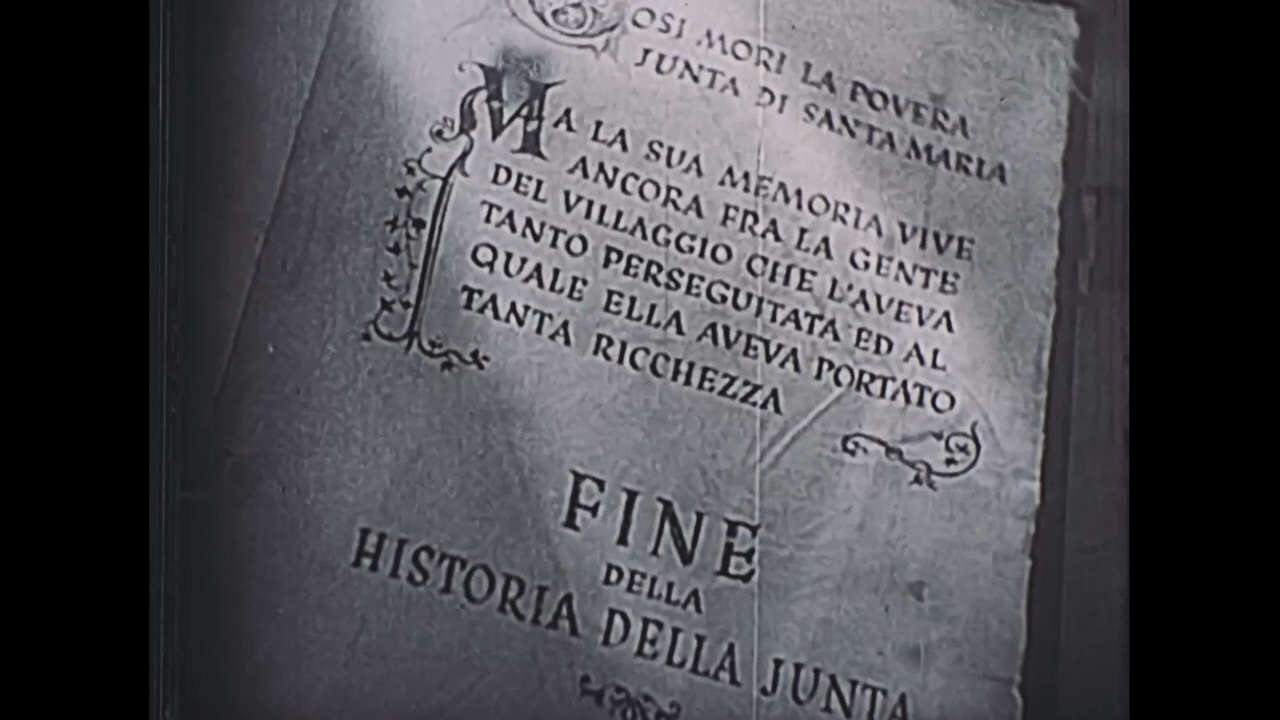 COSI MORI LA POVERA
JUNTA DI SANTA MARIA
MA LA SUA MEMORIA VIVE
ANCORA FRA LA GENTE
DEL VILLAGGIO CHE L'AVEVA
TANTO PERSEGUITATA ED AL
QUALE ELLA AVEVA PORTATO
TANTA RICCHEZZA
FINE
DELLA
HISTORIA DELLA JUNTA